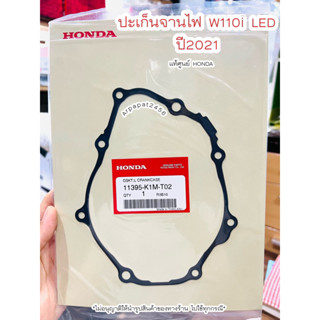 ปะเก็นจานไฟ W110i LED
ปี2021
แท้ศูนย์ HONDA
HONDA
Arpapat2456
HONDA
GSKT,L CRANKCASE
11395-K1M-T02
QTY 1
*ไม่อนุญาติให้นำรูปสินค้าของทางร้าน ไปใช้ทุกกรณี*